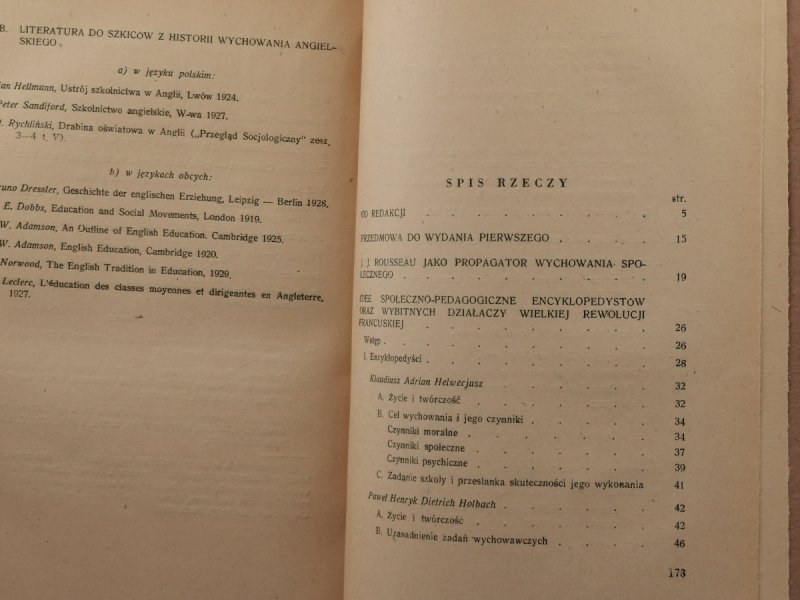 B. LITERATURA DO SZKICÓW Z HISTORII WYCHOWANIA ANGIEL-
SKIEGO
a) w języku polskim:
an Hellmann, Ustrój szkolnictwa w Anglii, Lwów 1924.
Peter Sandiford, Szkolnictwo angielskie, W-wa 1927.
Rychliński, Drabina oświatowa w Anglii („Przegląd Socjologiczny" zesz.
3—4 t. V).
b) w językach obcych:
runo Dressler, Geschichte der englischen Erziehung, Leipzig — Berlin 1928.
E. Dobbs, Education and Social Movements, London 1919.
W. Adamson, An Outline of English Education. Cambridge 1925.
W. Adamson, English Education, Cambridge 1920.
Norwood, The English Tradition in Education, 1929.
Leclerc, L'éducation des classes moyennes et dirigeantes en Angleterre,
1927.
SPIS RZECZY
str.
OD REDAKCJI . . . . . . . . 5
PRZEDMOWA DO WYDANIA PIERWSZEGO . . . . 15
J. J. ROUSSEAU JAKO PROPAGATOR WYCHOWANIA SPO-
ŁECZNEGO . . . . . . . . . 19
IDEE SPOŁECZNO-PEDAGOGICZNE ENCYKLOPEDYSTÓW
ORAZ WYBITNYCH DZIAŁACZY WIELKIEJ REWOLUCJI
FRANCUSKIEJ . . . . . . . . 26
Wstęp . . . . . . . . . 26
I. Encyklopedyści . . . . . . . . 28
Klaudiusz Adrian Helwecjusz . . . . . 32
A. Życie i twórczość . . . . . . 32
B. Cel wychowania i jego czynniki . . . . 34
Czynniki moralne . . . . . . 34
Czynniki społeczne . . . . . . 37
Czynniki psychiczne . . . . . . 39
C. Zadanie szkoły i przesłanka skuteczności jego wykonania 41
Paweł Henryk Dietrich Holbach . . . . . 42
A. Życie i twórczość . . . . . . 42
B. Uzasadnienie zadań wychowawczych . . . . 46
173